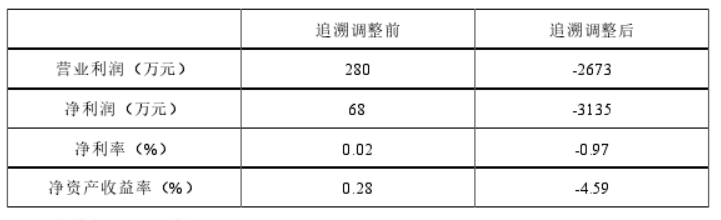 追溯调整前 追溯调整后
营业利润（万元） 280 -2673
净利润（万元） 68 -3135
净利率（%） 0.02 -0.97
净资产收益率（%） 0.28 -4.59